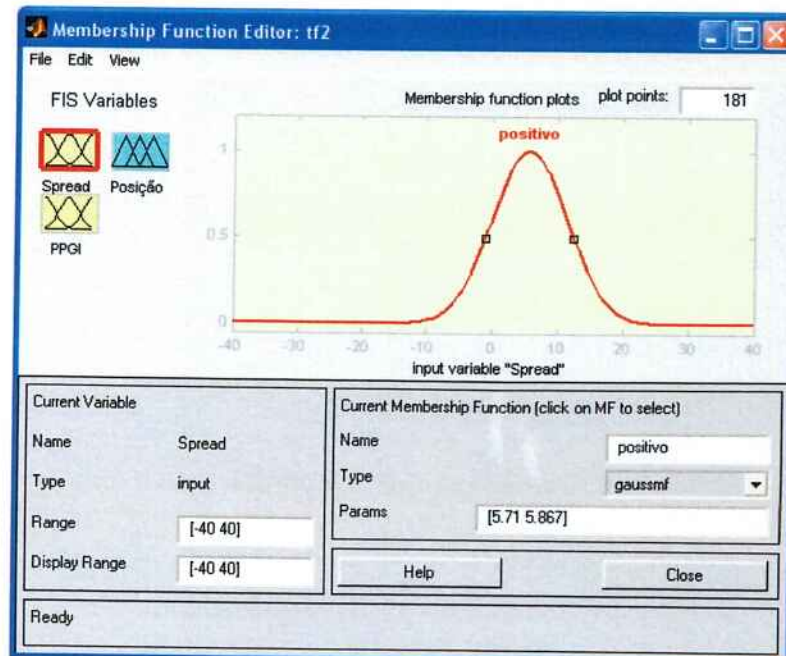 Membership Function Editor: tf2
File Edit View
FIS Variables
Membership function plots
plot points:
181
Spread
Posição
PPGI
positivo
1
0.5
0
-40
-30
-20
-10
0
10
20
30
40
input variable "Spread"
Current Variable
Name
Spread
Type
input
Range
[-40 40]
Display Range
[-40 40]
Current Membership Function (click on MF to select)
Name
positivo
Type
gaussmf
Params
[5.71 5.867]
Help
Close
Ready